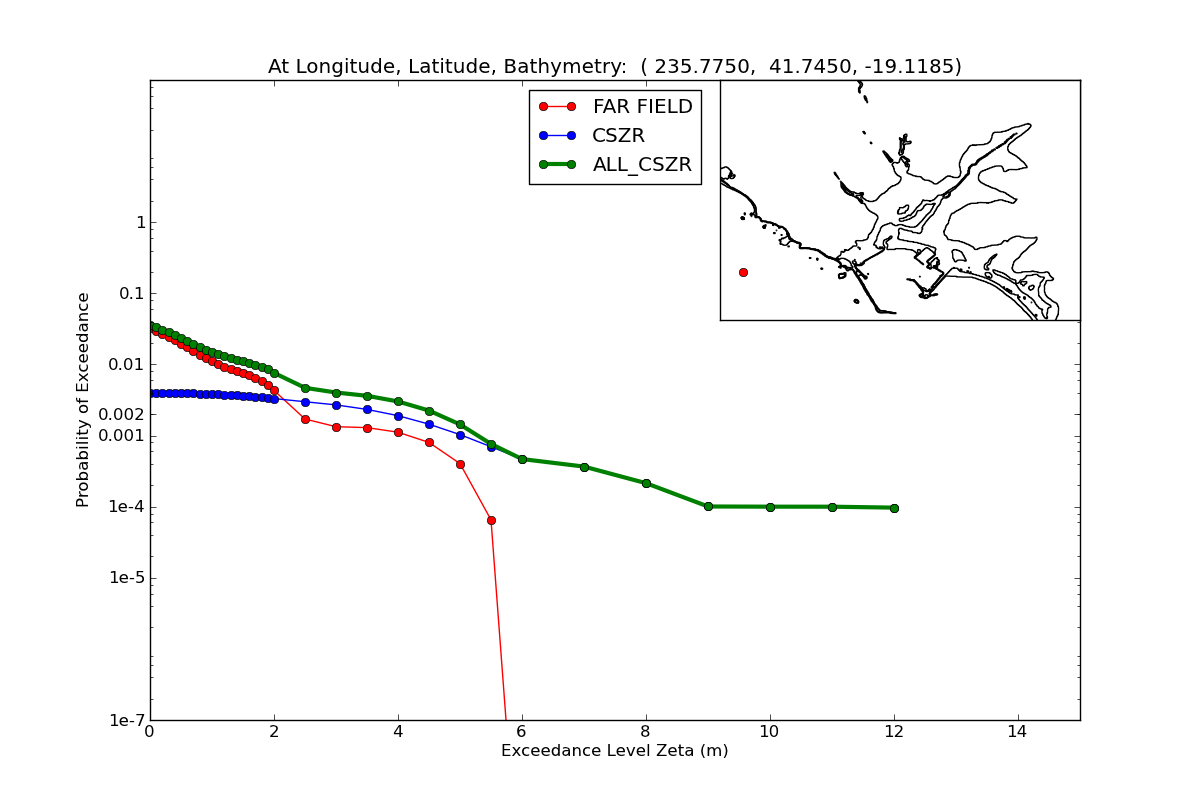 At Longitude, Latitude, Bathymetry: ( 235.7750, 41.7450, -19.1185)
FAR FIELD
CSZR
ALL_CSZR
1
0.1
0.01
0.002
0.001
1e-4
1e-5
1e-7
Probability of Exceedance
0 2 4 6 8 10 12 14
Exceedance Level Zeta (m)